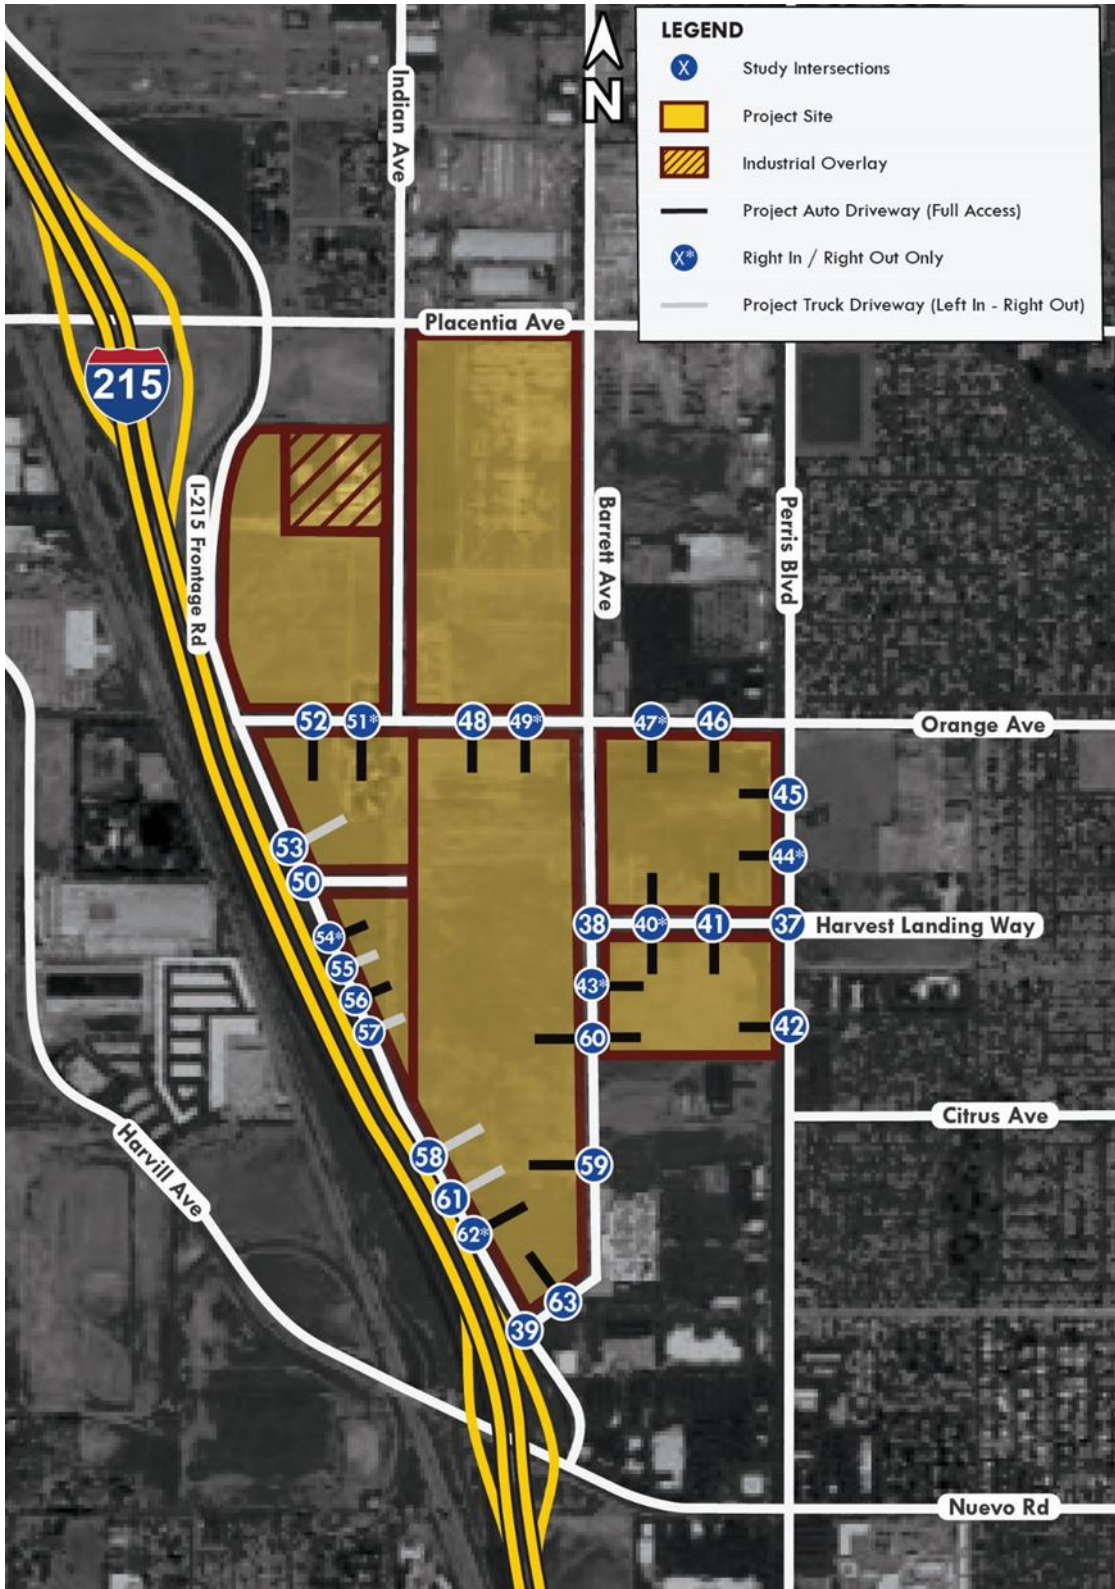 LEGEND
X
Study Intersections
Project Site
Industrial Overlay
Project Auto Driveway (Full Access)
X*
Right In / Right Out Only
Project Truck Driveway (Left In - Right Out)
N
Indian Ave
Placentia Ave
215
I-215 Frontage Rd
Barrett Ave
Perris Blvd
52
51*
48
49*
47*
46
Orange Ave
45
53
44*
50
54*
38
40*
41
37
Harvest Landing Way
55
56
43*
57
60
42
Citrus Ave
Harvill Ave
58
59
61
62*
63
39
Nuevo Rd